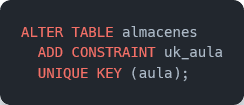 ALTER TABLE almacenes
ADD CONSTRAINT uk_aula
UNIQUE KEY (aula);